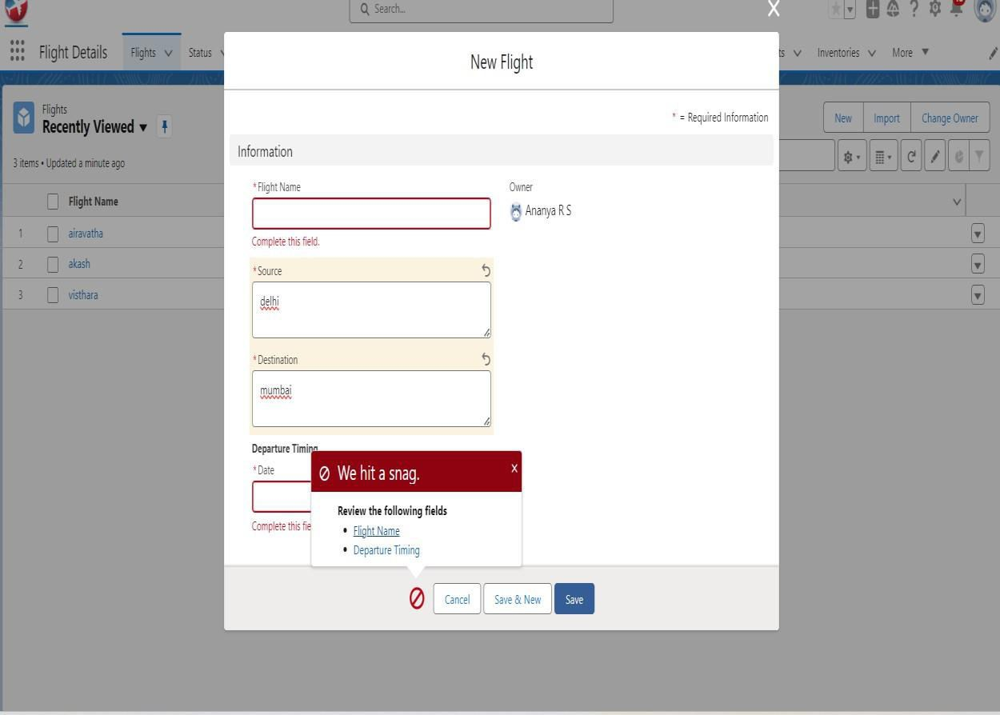 Search...
Flight Details
Flights
Status
Inventories
More
New Flight
Flights
Recently Viewed
New
Import
Change Owner
* = Required Information
3 items • Updated a minute ago
Information
Flight Name
1 airavatha
2 akash
3 visthara
*Flight Name
Complete this field.
Owner
Ananya R S
*Source
delhi
*Destination
mumbai
Departure Timing
*Date
Complete this fie
We hit a snag.
x
Review the following fields
• Flight Name
• Departure Timing
Cancel
Save & New
Save